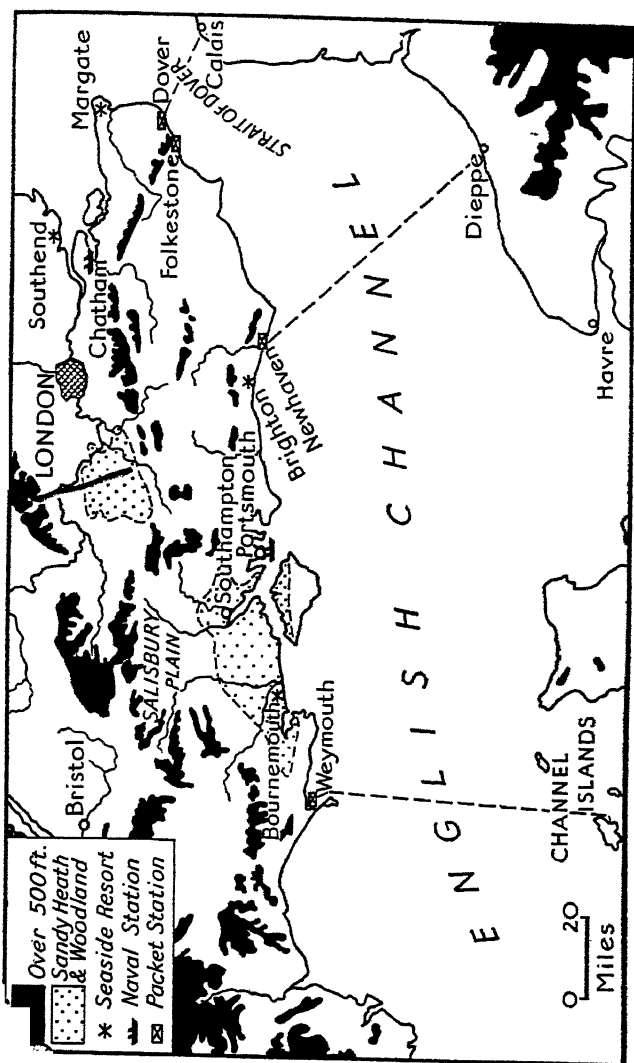 Over 500 ft.
Sandy Heath
& Woodland
Seaside Resort
Naval Station
Packet Station
Bristol
LONDON
Southend
Margate
Chatham
Dover
Folkestone
Calais
STRAIT OF DOVER
SALISBURY
PLAIN
Southampton
Portsmouth
Brighton
Newhaven
Bournemouth
Weymouth
ENGLISH CHANNEL
Dieppe
Havre
CHANNEL
ISLANDS
0 20
Miles